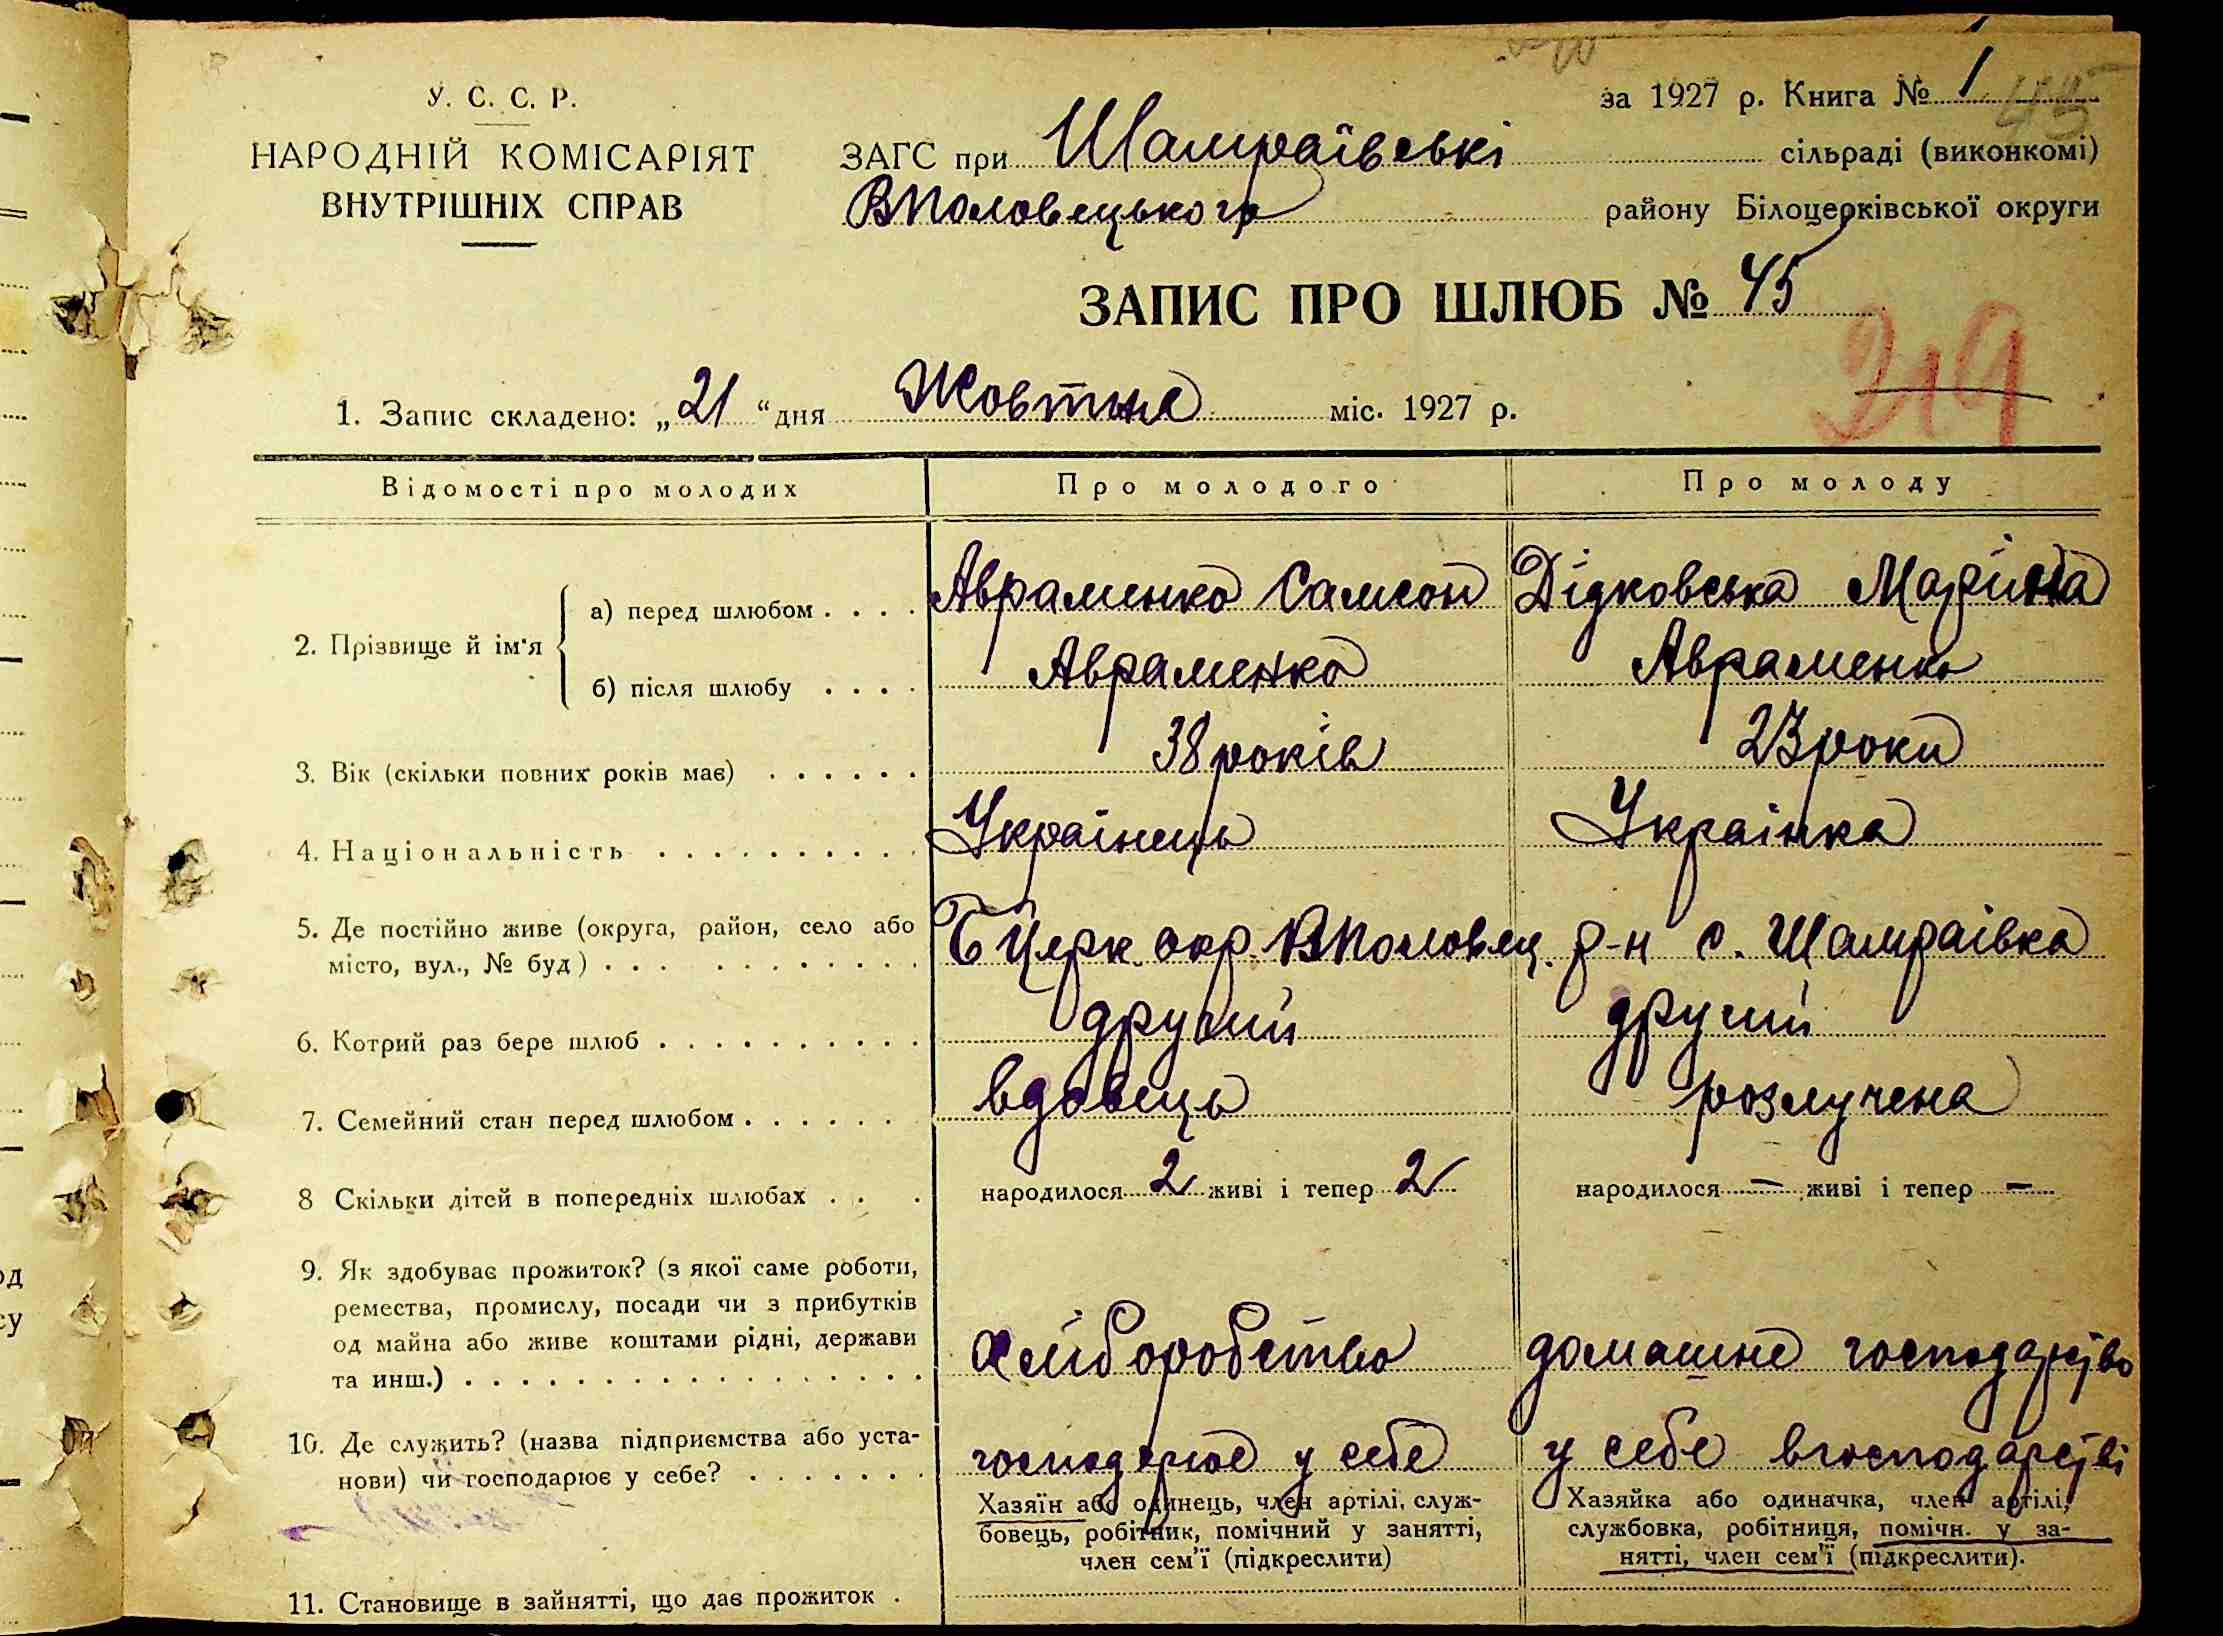 У. С. С. Р.
НАРОДНІЙ КОМІСАРІЯТ
ВНУТРІШНІХ СПРАВ
за 1927 р. Книга № 1
45
ЗАГС при Шамраївські сільраді (виконкомі)
ВПоловецького району Білоцерківської округи
ЗАПИС ПРО ШЛЮБ № 45
219
1. Запис складено: „21“ дня Жовтня міс. 1927 р.
Відомості про молодих Про молодого Про молоду
2. Прізвище й ім'я
а) перед шлюбом . . . . Авраменко Самсон Дідковська Марина
б) після шлюбу . . . . Авраменко Авраменко
3. Вік (скільки повних років має) . . . . . . 38 років 23 роки
4. Національність . . . . . . . . . . Українець Українка
5. Де постійно живе (округа, район, село або
місто, вул., № буд) . . . . . . . . . . . Б Церк. окр. ВПоловец. р-н с. Шамраівка
6. Котрий раз бере шлюб . . . . . . . . . . другий другий
7. Семейний стан перед шлюбом . . . . . . вдовець розлучена
8 Скільки дітей в попередніх шлюбах . . . народилося 2 живі і тепер 2 народилося — живі і тепер —
9. Як здобуває прожиток? (з якої саме роботи,
ремества, промислу, посади чи з прибутків
од майна або живе коштами рідні, держави
та инш.) . . . . . . . . . . . . . . . . . хліборобство домашнє господарство
10. Де служить? (назва підприємства або уста-
нови) чи господарює у себе? . . . . . . . господарює у себе у себе вгосподарстві
Хазяїн або одинець, член артілі, служ-
бовець, робітник, помічний у занятті,
член сем'ї (підкреслити)
Хазяйка або одиначка, член артілі,
службовка, робітниця, помічн. у за-
нятті, член сем'ї (підкреслити).
11. Становище в зайнятті, що дає прожиток .